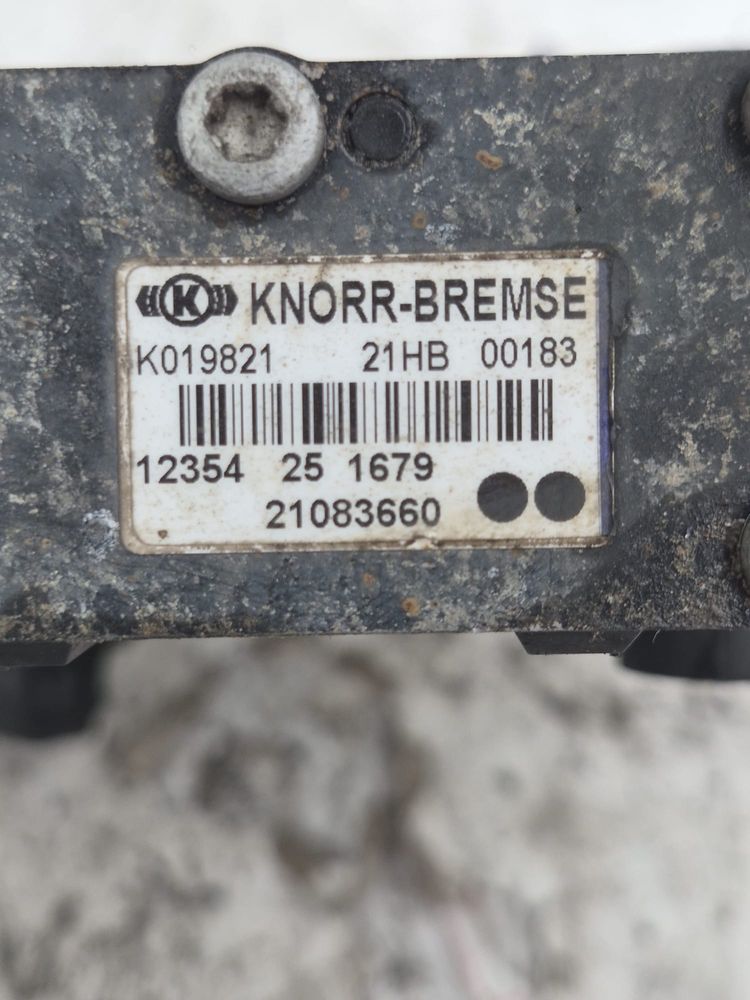 K KNORR-BREMSE
K019821 21HB 00183
12354 25 1679
21083660